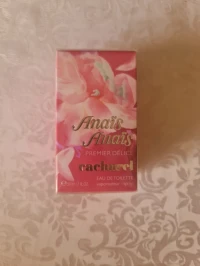 Anaïs
Anaïs
PREMIER DÉLICE
cacharel
EAU DE TOILETTE